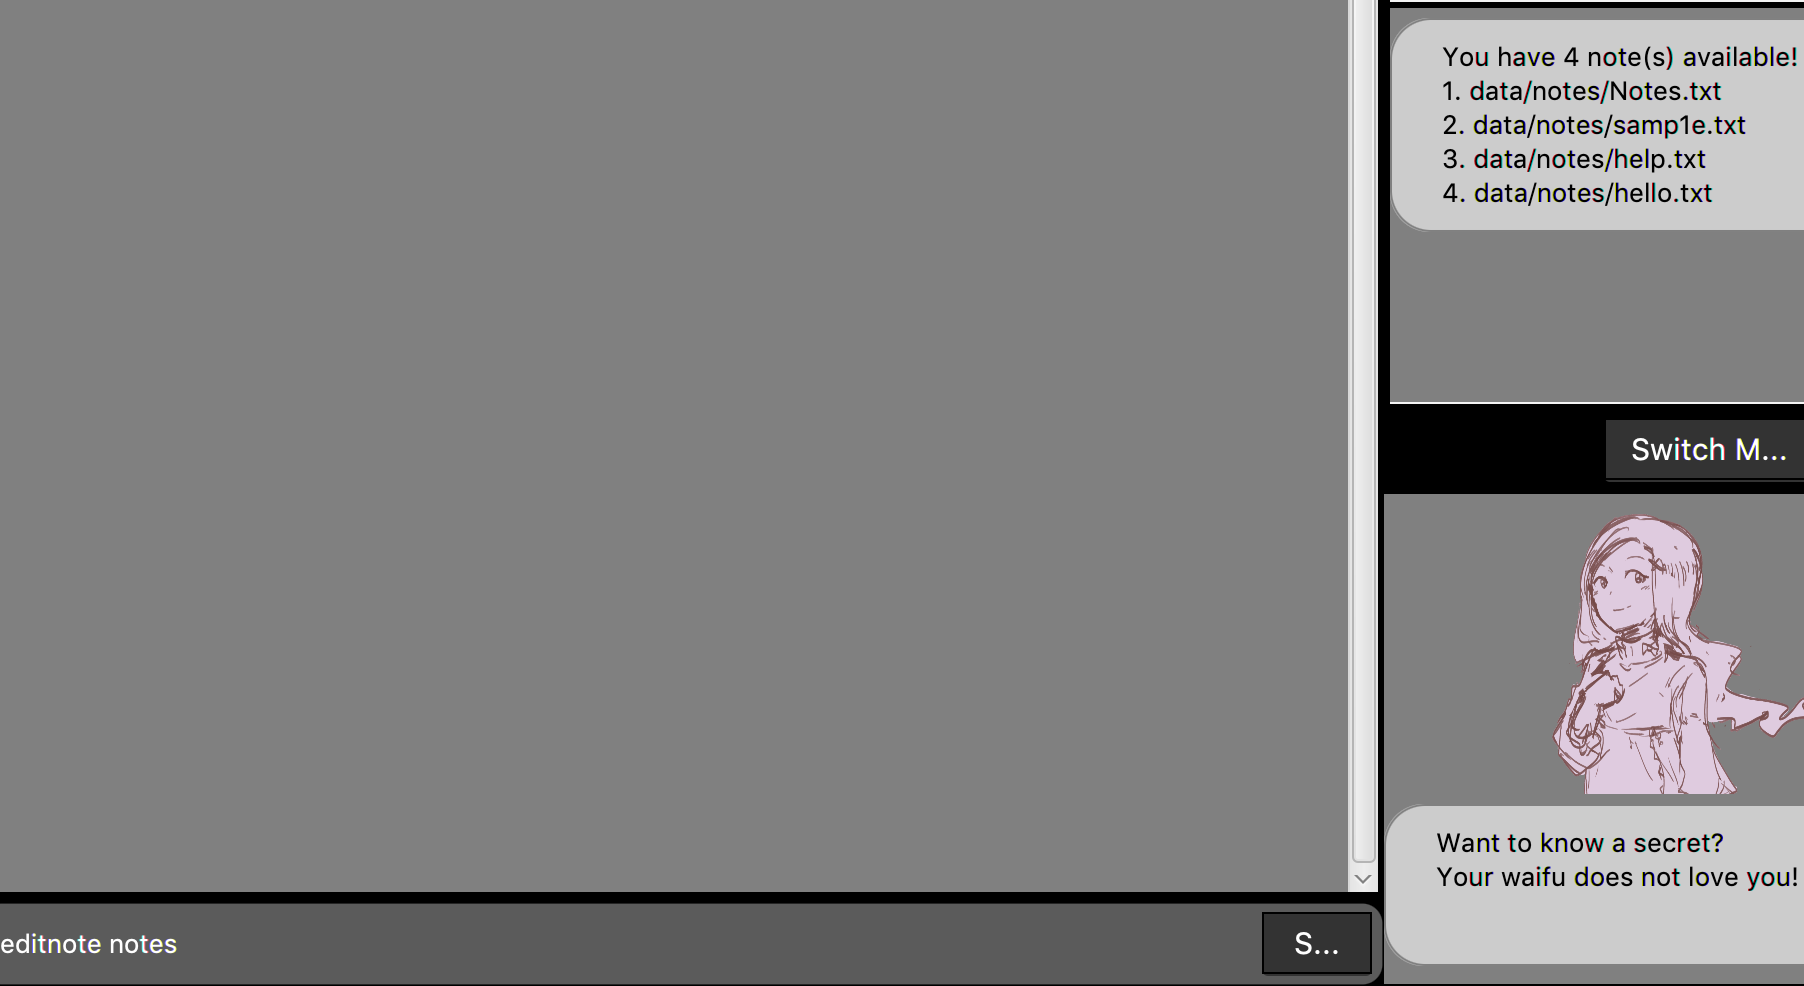 You have 4 note(s) available!
1. data/notes/Notes.txt
2. data/notes/samp1e.txt
3. data/notes/help.txt
4. data/notes/hello.txt
Switch M...
Want to know a secret?
Your waifu does not love you!
editnote notes
S...